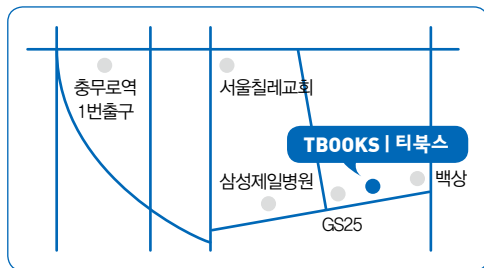 충무로역
1번출구
서울칠레교회
TBOOKS | 티북스
삼성제일병원
백상
GS25